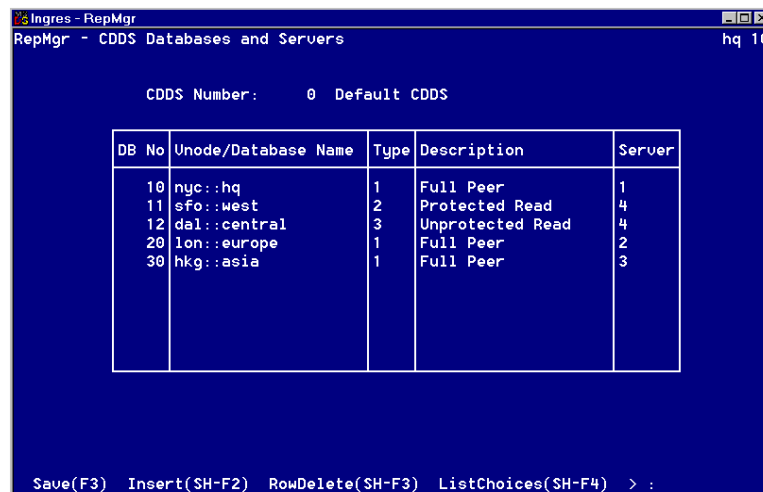 Ingres - RepMgr
RepMgr - CDDS Databases and Servers hq 10
CDDS Number: 0 Default CDDS
DB No Vnode/Database Name Type Description Server
10 nyc::hq 1 Full Peer 1
11 sfo::west 2 Protected Read 4
12 dal::central 3 Unprotected Read 4
20 lon::europe 1 Full Peer 2
30 hkg::asia 1 Full Peer 3
Save(F3) Insert(SH-F2) RowDelete(SH-F3) ListChoices(SH-F4) > :